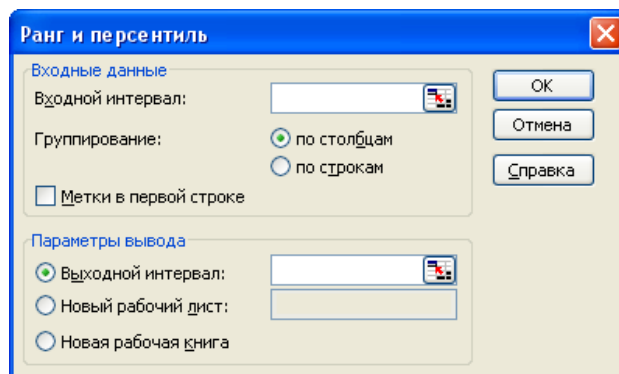 Ранг и персентиль
Входные данные
Входной интервал:
Группирование:
по столбцам
по строкам
Метки в первой строке
OK
Отмена
Справка
Параметры вывода
Выходной интервал:
Новый рабочий лист:
Новая рабочая книга